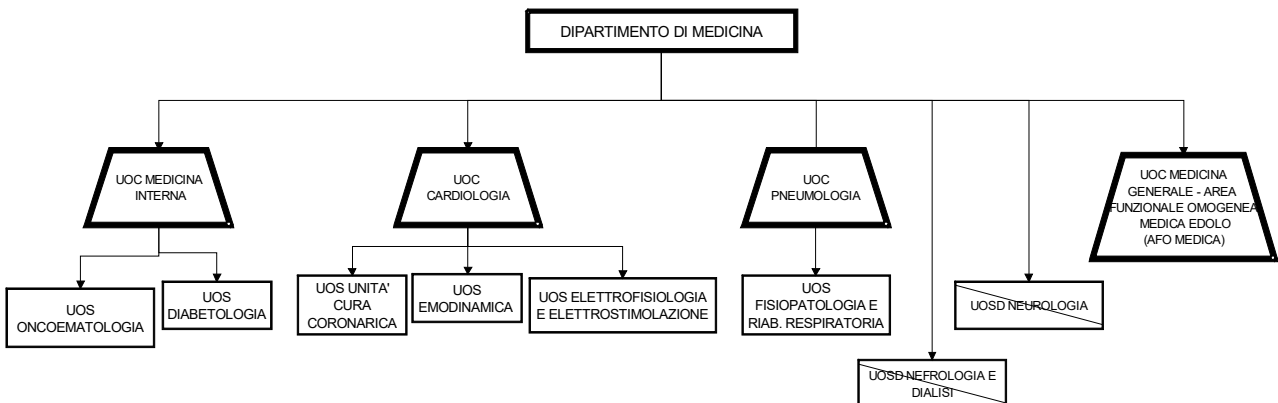 DIPARTIMENTO DI MEDICINA
UOC MEDICINA
INTERNA
UOC
CARDIOLOGIA
UOC
PNEUMOLOGIA
UOC MEDICINA
GENERALE - AREA
FUNZIONALE OMOGENEA
MEDICA EDOLO
(AFO MEDICA)
UOS
ONCOEMATOLOGIA
UOS
DIABETOLOGIA
UOS UNITA'
CURA
CORONARICA
UOS
EMODINAMICA
UOS ELETTROFISIOLOGIA
E ELETTROSTIMOLAZIONE
UOS
FISIOPATOLOGIA E
RIAB. RESPIRATORIA
UOSD NEUROLOGIA
UOSD NEFROLOGIA E
DIALISI